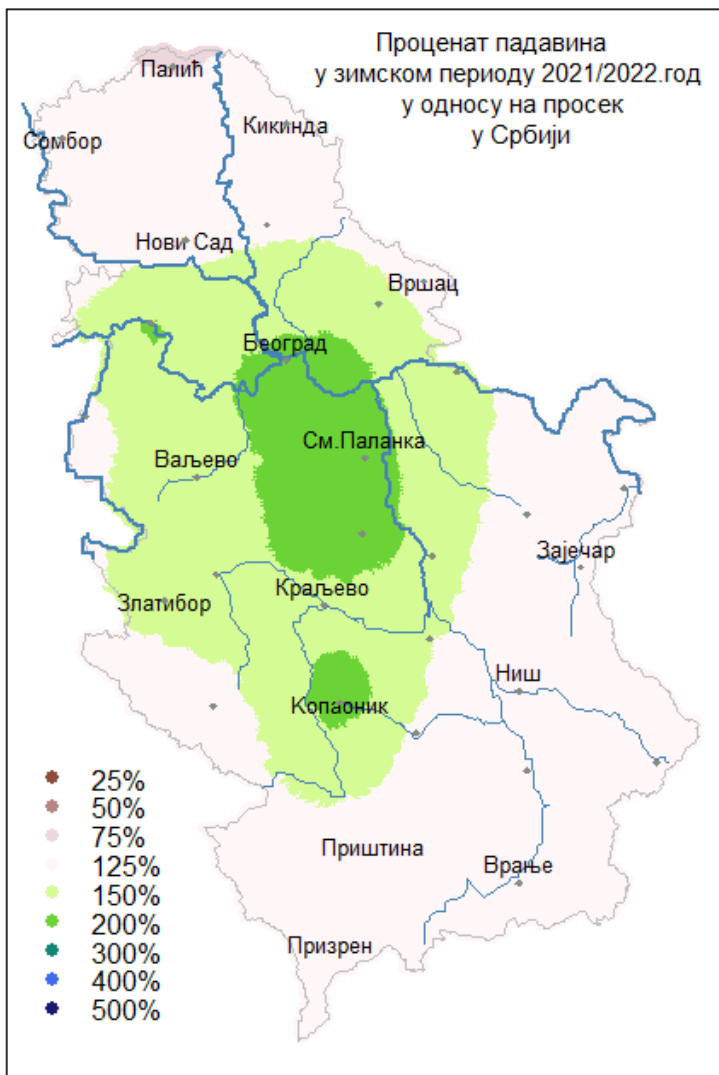 Проценат падавина
у зимском периоду 2021/2022.год
у односу на просек
у Србији
Палић
Кикинда
Сомбор
Нови Сад
Вршац
Београд
См.Паланка
Ваљево
Зајечар
Краљево
Златибор
Ниш
Копаоник
Приштина
Врање
Призрен
25%
50%
75%
125%
150%
200%
300%
400%
500%